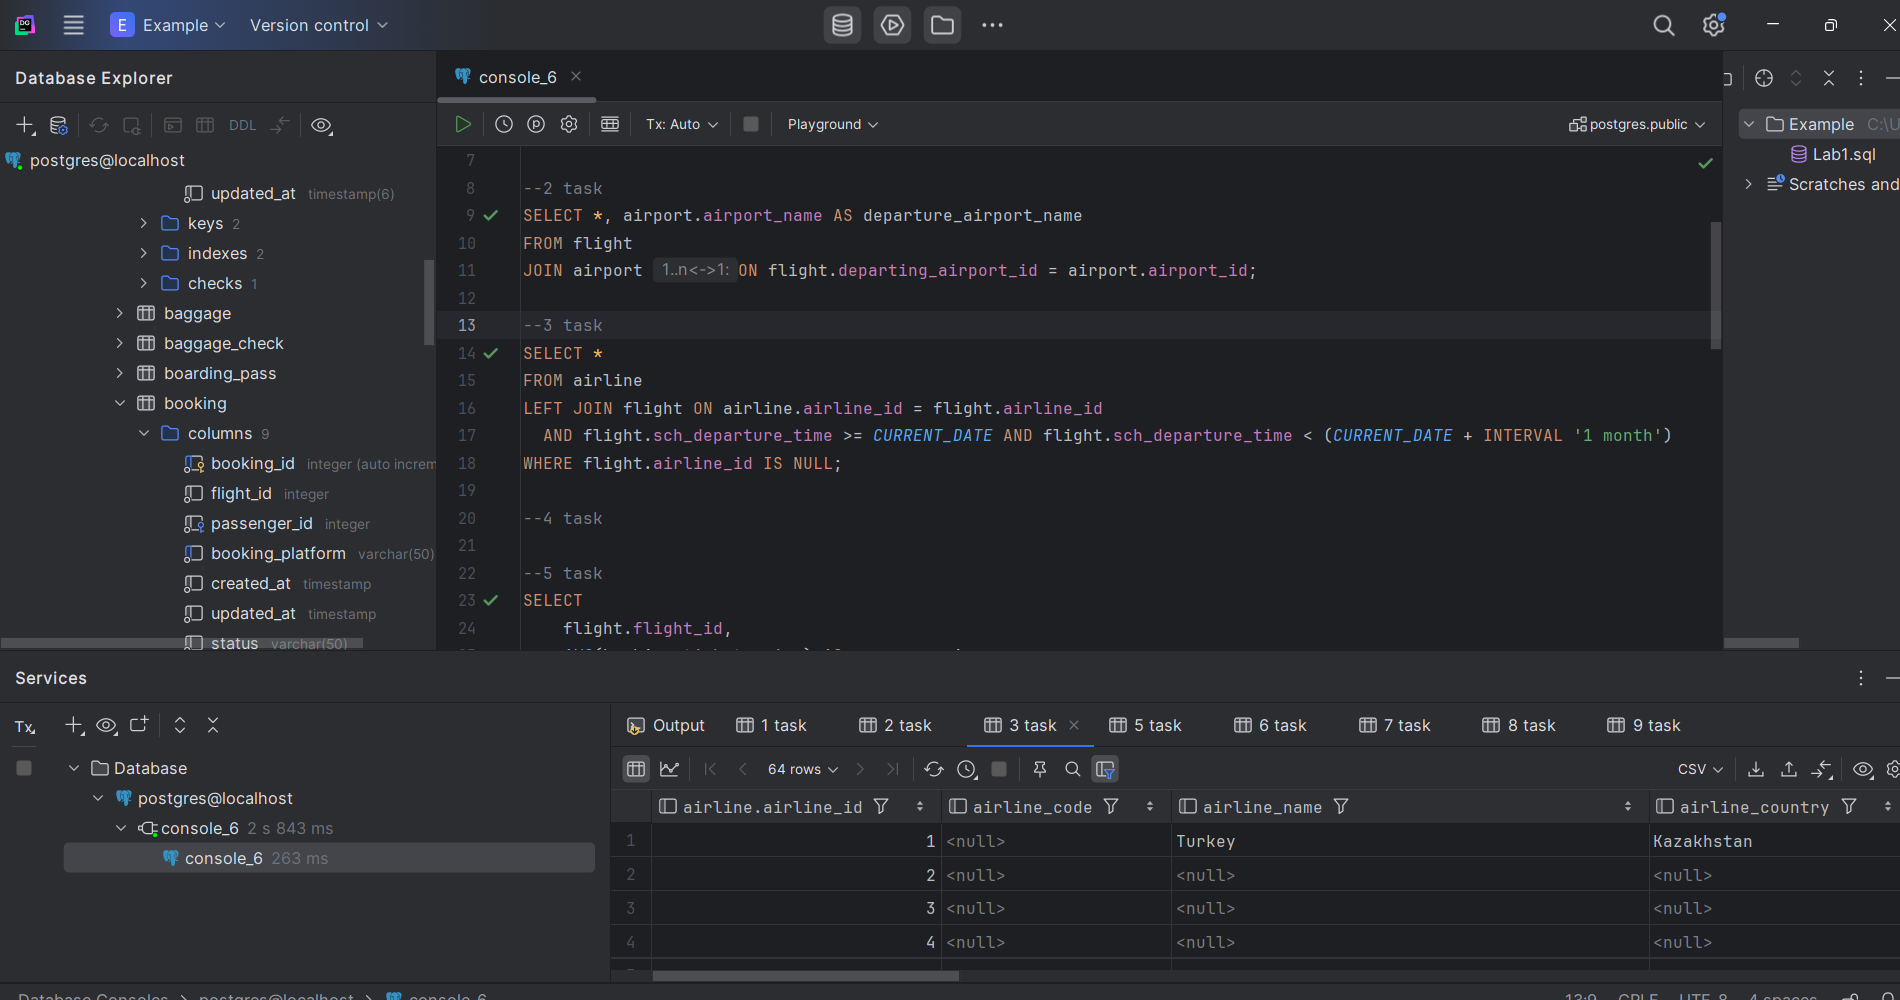 E Example Version control
Database Explorer
DDL
postgres@localhost
updated_at timestamp(6)
keys 2
indexes 2
checks 1
baggage
baggage_check
boarding_pass
booking
columns 9
booking_id integer (auto increm
flight_id integer
passenger_id integer
booking_platform varchar(50)
created_at timestamp
updated_at timestamp
status varchar(50)
console_6
Tx: Auto Playground postgres.public
7
8 --2 task
9 SELECT *, airport.airport_name AS departure_airport_name
10 FROM flight
11 JOIN airport 1..n<->1: ON flight.departing_airport_id = airport.airport_id;
12
13 --3 task
14 SELECT *
15 FROM airline
16 LEFT JOIN flight ON airline.airline_id = flight.airline_id
17 AND flight.sch_departure_time >= CURRENT_DATE AND flight.sch_departure_time < (CURRENT_DATE + INTERVAL '1 month')
18 WHERE flight.airline_id IS NULL;
19
20 --4 task
21
22 --5 task
23 SELECT
24 flight.flight_id,
Example C:\U
Lab1.sql
Scratches and
Services
Tx
Database
postgres@localhost
console_6 2 s 843 ms
console_6 263 ms
Output 1 task 2 task 3 task 5 task 6 task 7 task 8 task 9 task
64 rows CSV
airline.airline_id airline_code airline_name airline_country
1 1 <null> Turkey Kazakhstan
2 2 <null> <null> <null>
3 3 <null> <null> <null>
4 4 <null> <null> <null>
Database Consoles > postgres@localhost > console_6
13:9 CRLF UTF-8 4 spaces